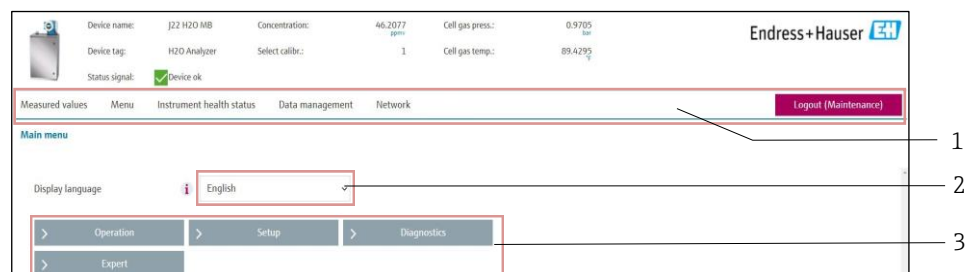 Device name: J22 H2O MB Concentration: 46.2077 ppmv Cell gas press.: 0.9705 bar
Endress+Hauser EH
Device tag: H2O Analyzer Select calibr.: 1 Cell gas temp.: 89.4295 °F
Status signal: Device ok
Measured values Menu Instrument health status Data management Network Logout (Maintenance)
1
Main menu
Display language i English 2
Operation Setup Diagnostics 3
Expert